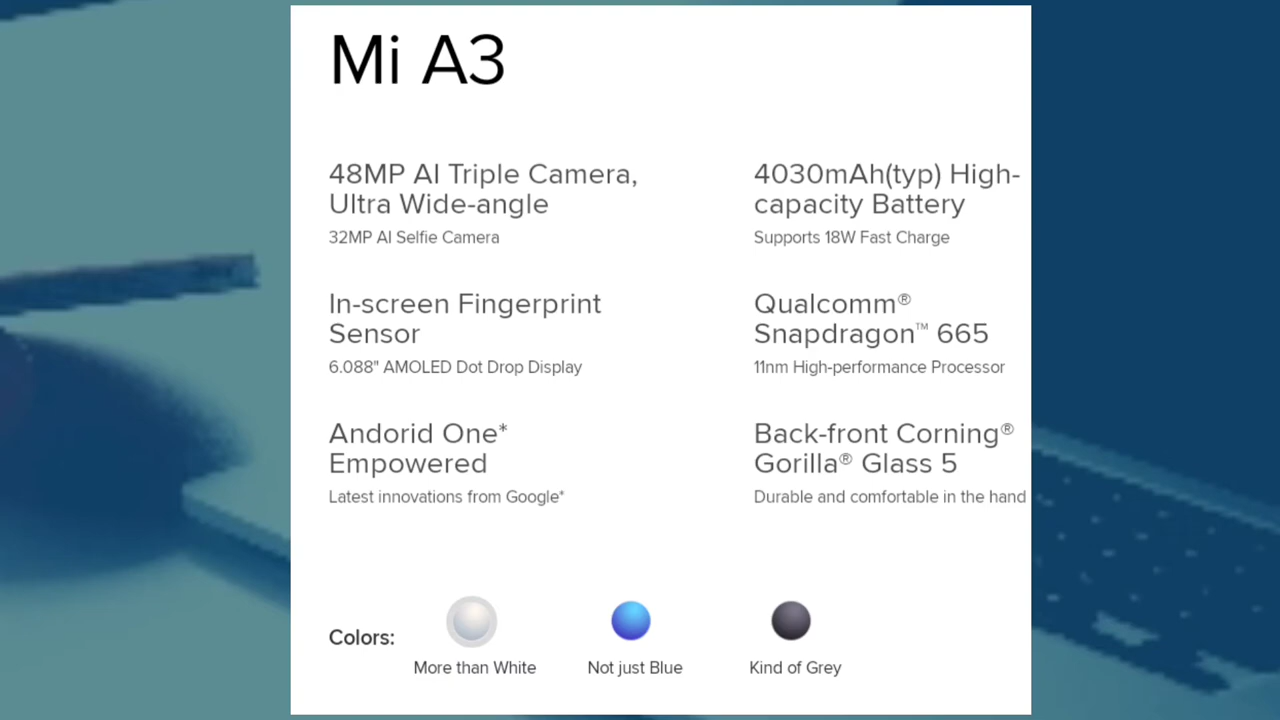 Mi A3
48MP AI Triple Camera,
Ultra Wide-angle
32MP AI Selfie Camera
4030mAh(typ) High-
capacity Battery
Supports 18W Fast Charge
In-screen Fingerprint
Sensor
6.088" AMOLED Dot Drop Display
Qualcomm®
Snapdragon™ 665
11nm High-performance Processor
Andorid One*
Empowered
Latest innovations from Google*
Back-front Corning®
Gorilla® Glass 5
Durable and comfortable in the hand
Colors:
More than White
Not just Blue
Kind of Grey